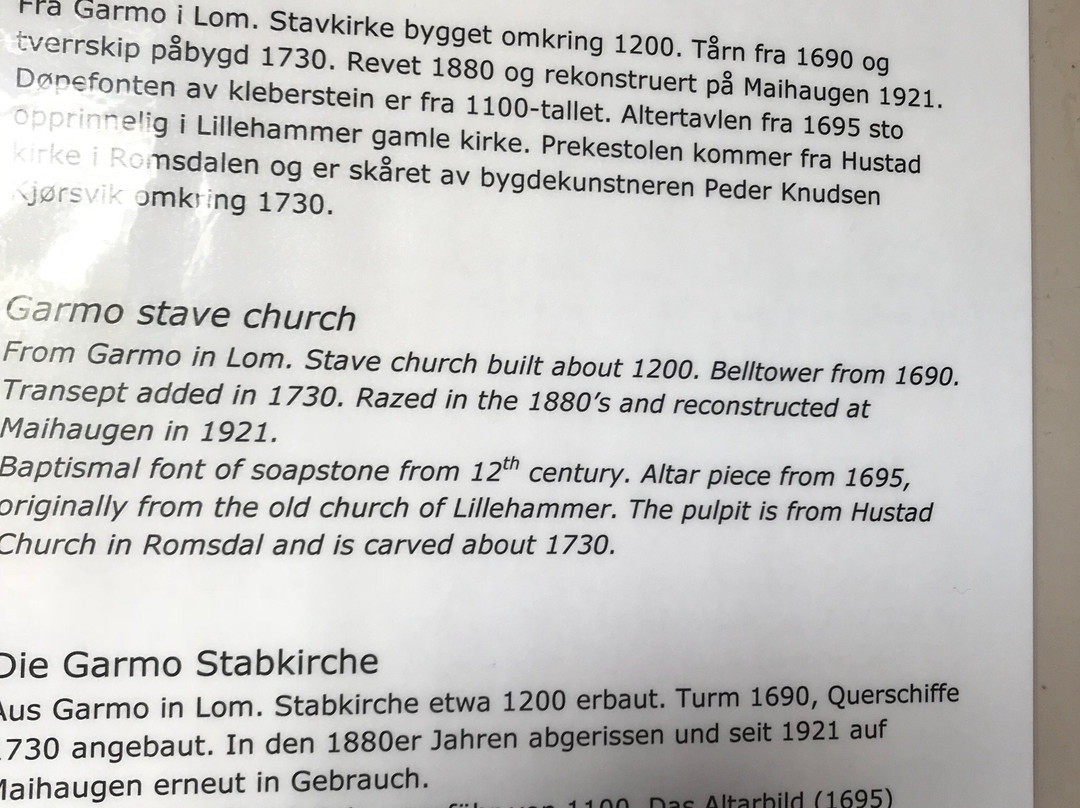 Fra Garmo i Lom. Stavkirke bygget omkring 1200. Tårn fra 1690 og
tverrskip påbygd 1730. Revet 1880 og rekonstruert på Maihaugen 1921.
Døpefonten av kleberstein er fra 1100-tallet. Altertavlen fra 1695 sto
opprinnelig i Lillehammer gamle kirke. Prekestolen kommer fra Hustad
kirke i Romsdalen og er skåret av bygdekunstneren Peder Knudsen
Kjørsvik omkring 1730.
Garmo stave church
From Garmo in Lom. Stave church built about 1200. Belltower from 1690.
Transept added in 1730. Razed in the 1880's and reconstructed at
Maihaugen in 1921.
Baptismal font of soapstone from 12th century. Altar piece from 1695,
originally from the old church of Lillehammer. The pulpit is from Hustad
Church in Romsdal and is carved about 1730.
Die Garmo Stabkirche
Aus Garmo in Lom. Stabkirche etwa 1200 erbaut. Turm 1690, Querschiffe
1730 angebaut. In den 1880er Jahren abgerissen und seit 1921 auf
Maihaugen erneut in Gebrauch.
1100. Das Altarbild (1695)